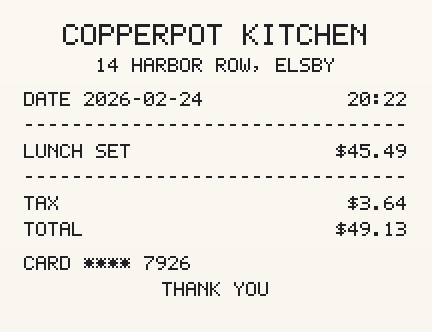 COPPERPOT KITCHEN
14 HARBOR ROW, ELSBY
DATE 2026-02-24 20:22
--------------------------------
LUNCH SET $45.49
--------------------------------
TAX $3.64
TOTAL $49.13
CARD **** 7926
THANK YOU